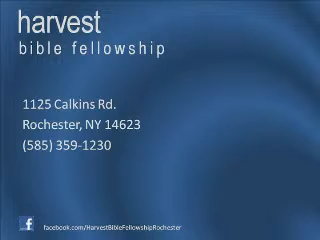 harvest
bible fellowship
1125 Calkins Rd.
Rochester, NY 14623
(585) 359-1230
facebook.com/HarvestBibleFellowshipRochester